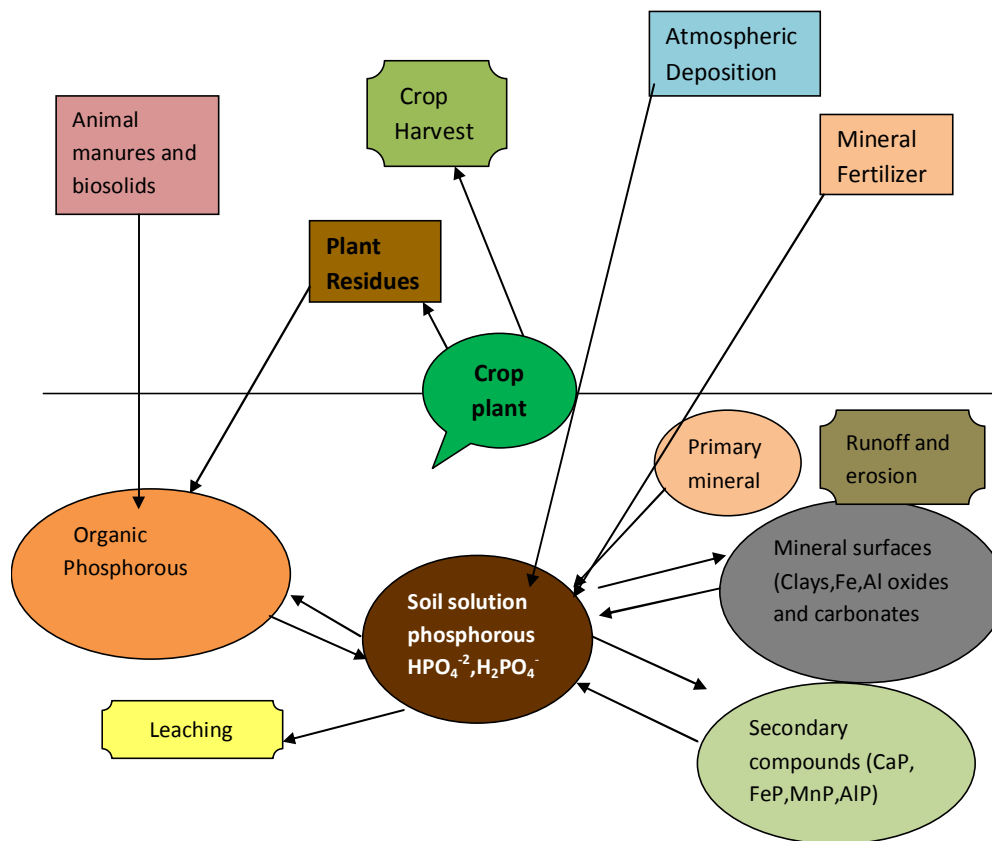 Atmospheric
Deposition
Crop
Harvest
Animal
manures and
biosolids
Mineral
Fertilizer
Plant
Residues
Crop
plant
Primary
mineral
Runoff and
erosion
Organic
Phosphorous
Mineral surfaces
(Clays,Fe,Al oxides
and carbonates
Soil solution
phosphorous
HPO₄⁻²,H₂PO₄⁻
Leaching
Secondary
compounds (CaP,
FeP,MnP,AlP)